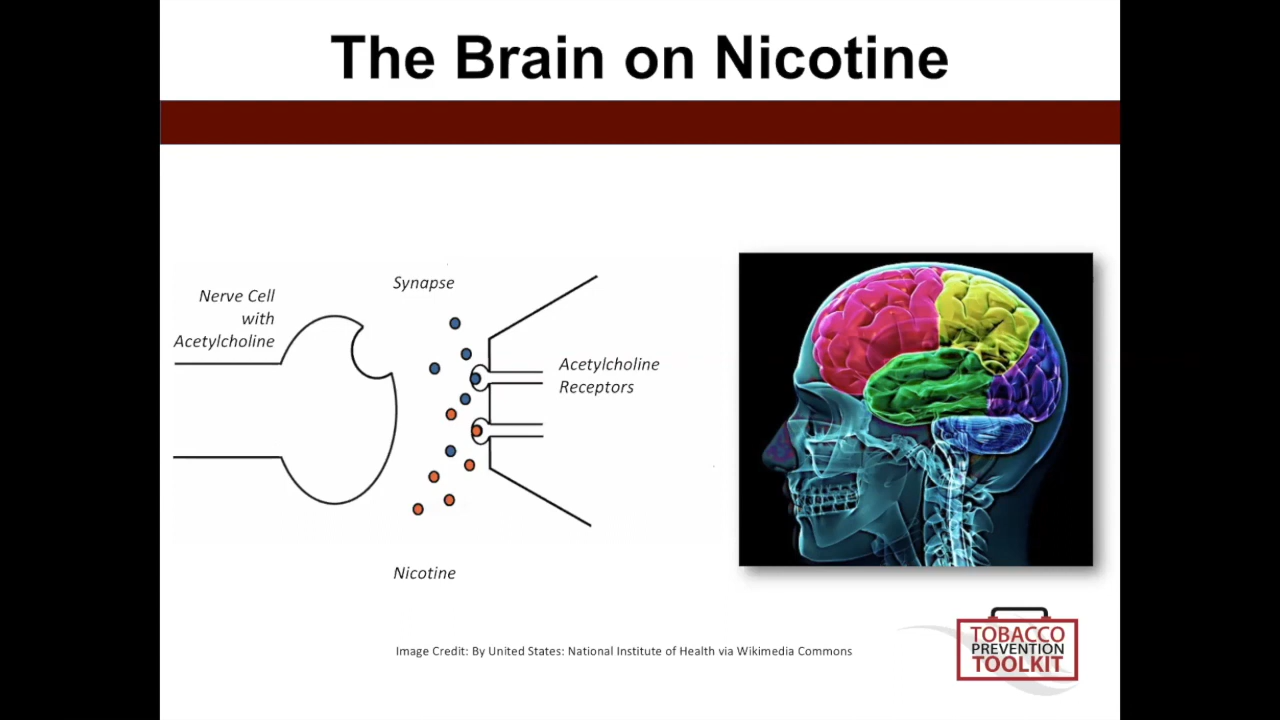 The Brain on Nicotine
Synapse
Nerve Cell
with
Acetylcholine
Acetylcholine
Receptors
Nicotine
Image Credit: By United States: National Institute of Health via Wikimedia Commons
TOBACCO
PREVENTION
TOOLKIT